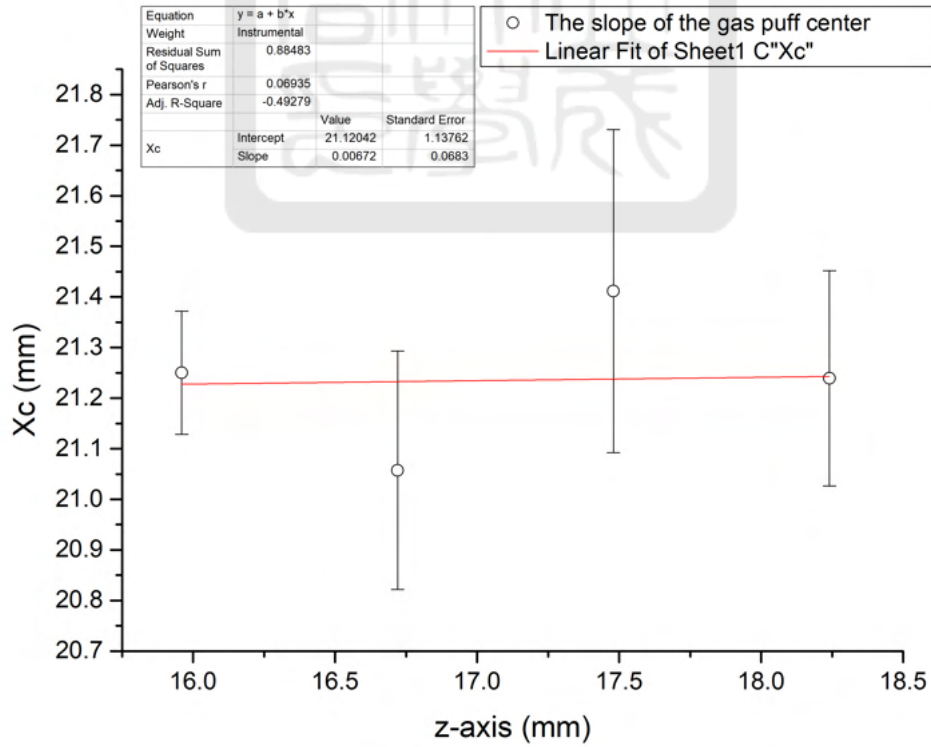 Equation y = a + b*x
Weight Instrumental
Residual Sum of Squares 0.88483
Pearson's r 0.06935
Adj. R-Square -0.49279
Value Standard Error
Xc Intercept 21.12042 1.13762
Slope 0.00672 0.0683
The slope of the gas puff center
Linear Fit of Sheet1 C"Xc"
21.8
21.7
21.6
21.5
21.4
21.3
21.2
21.1
21.0
20.9
20.8
20.7
Xc (mm)
16.0 16.5 17.0 17.5 18.0 18.5
z-axis (mm)